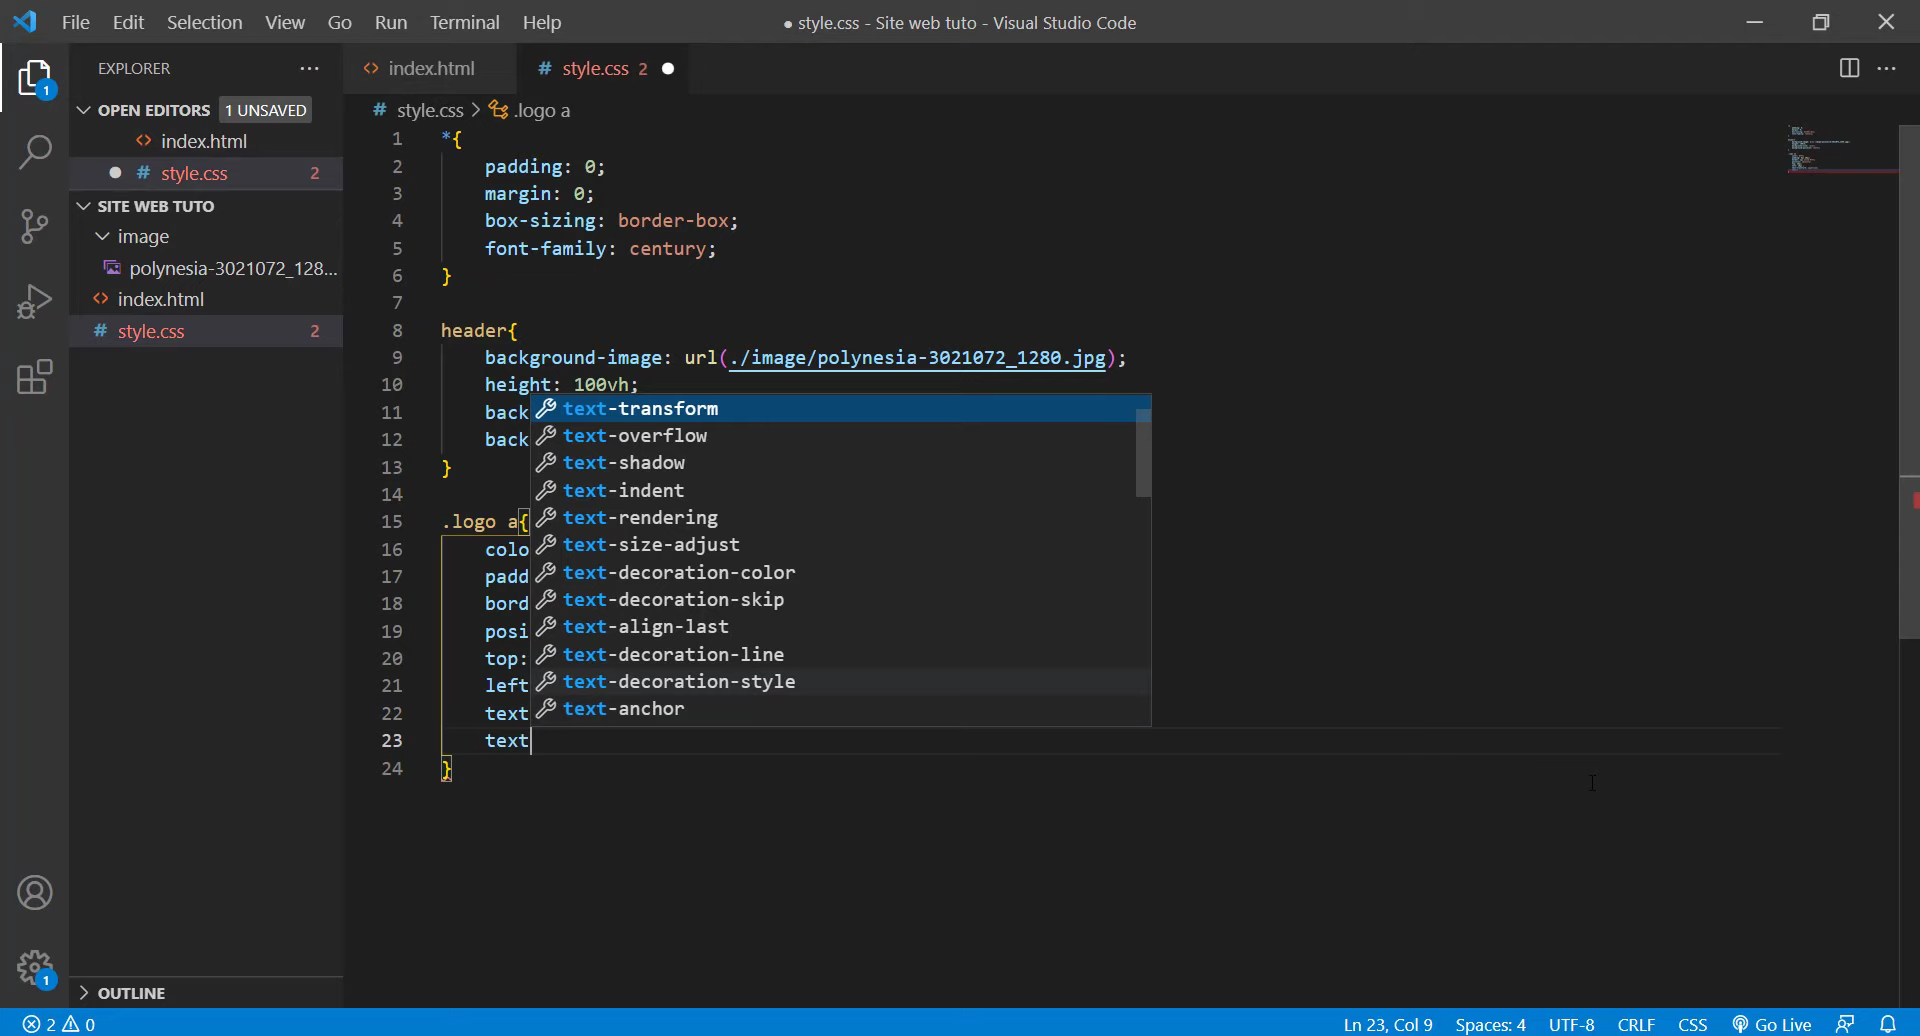 File Edit Selection View Go Run Terminal Help
● style.css - Site web tuto - Visual Studio Code
EXPLORER
OPEN EDITORS 1 UNSAVED
index.html
style.css 2
SITE WEB TUTO
image
polynesia-3021072_128...
index.html
style.css 2
OUTLINE
1
1
index.html
# style.css 2
# style.css > .logo a
1 *{
2 padding: 0;
3 margin: 0;
4 box-sizing: border-box;
5 font-family: century;
6 }
7
8 header{
9 background-image: url(./image/polynesia-3021072_1280.jpg);
10 height: 100vh;
11 back
12 back
13 }
14
15 .logo a{
16 colo
17 padd
18 bord
19 posi
20 top:
21 left
22 text
23 text
24 }
text-transform
text-overflow
text-shadow
text-indent
text-rendering
text-size-adjust
text-decoration-color
text-decoration-skip
text-align-last
text-decoration-line
text-decoration-style
text-anchor
2 0
Ln 23, Col 9 Spaces: 4 UTF-8 CRLF CSS Go Live